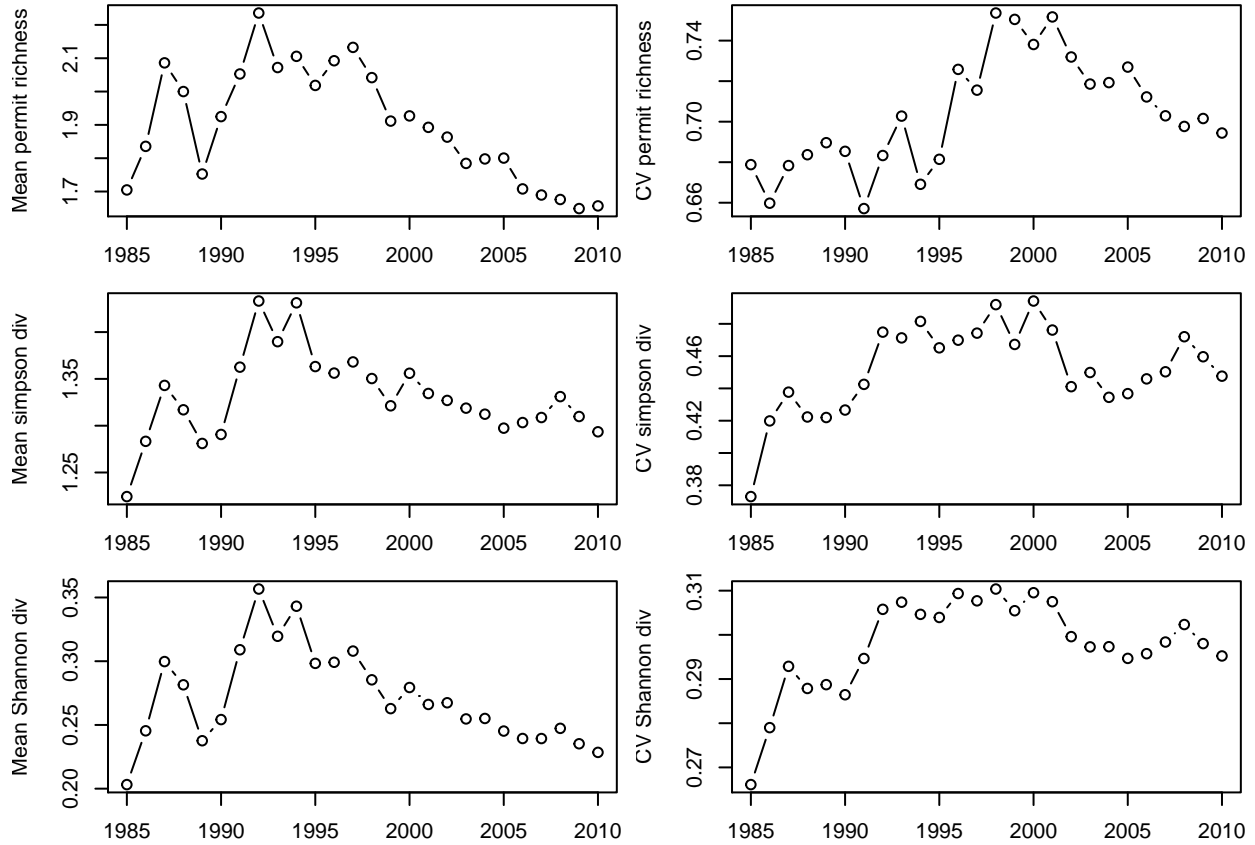 Mean permit richness
1.7 1.9 2.1
1985 1990 1995 2000 2005 2010
CV permit richness
0.66 0.70 0.74
1985 1990 1995 2000 2005 2010
Mean simpson div
1.25 1.35
1985 1990 1995 2000 2005 2010
CV simpson div
0.38 0.42 0.46
1985 1990 1995 2000 2005 2010
Mean Shannon div
0.20 0.25 0.30 0.35
1985 1990 1995 2000 2005 2010
CV Shannon div
0.27 0.29 0.31
1985 1990 1995 2000 2005 2010